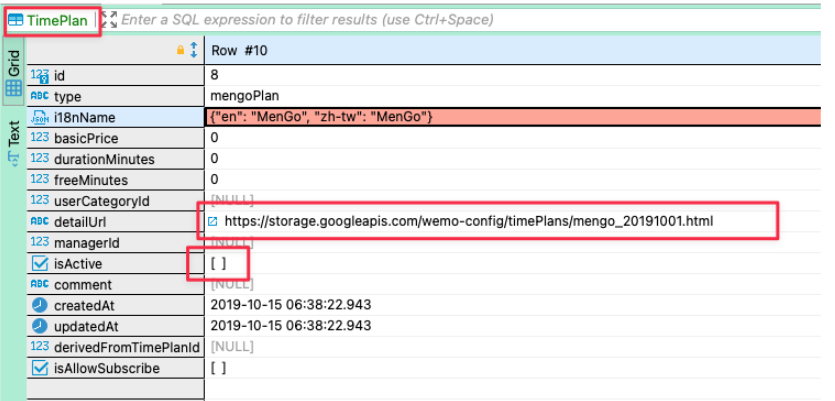 TimePlan Enter a SQL expression to filter results (use Ctrl+Space)
Grid
Text
Row #10
123 id 8
ABC type mengoPlan
JSON i18nName {"en": "MenGo", "zh-tw": "MenGo"}
123 basicPrice 0
123 durationMinutes 0
123 freeMinutes 0
123 userCategoryId [NULL]
ABC detailUrl https://storage.googleapis.com/wemo-config/timePlans/mengo_20191001.html
123 managerId [NULL]
isActive [ ]
ABC comment [NULL]
createdAt 2019-10-15 06:38:22.943
updatedAt 2019-10-15 06:38:22.943
123 derivedFromTimePlanId [NULL]
isAllowSubscribe [ ]